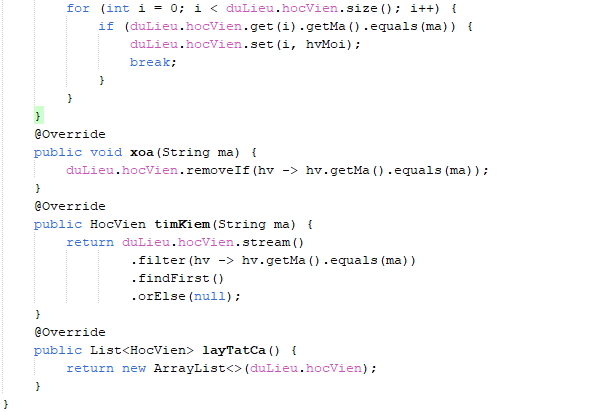 for (int i = 0; i < duLieu.hocVien.size(); i++) {
if (duLieu.hocVien.get(i).getMa().equals(ma)) {
duLieu.hocVien.set(i, hvMoi);
break;
}
}
}
@Override
public void xoa(String ma) {
duLieu.hocVien.removeIf(hv -> hv.getMa().equals(ma));
}
@Override
public HocVien timKiem(String ma) {
return duLieu.hocVien.stream()
.filter(hv -> hv.getMa().equals(ma))
.findFirst()
.orElse(null);
}
@Override
public List<HocVien> layTatCa() {
return new ArrayList<>(duLieu.hocVien);
}
}